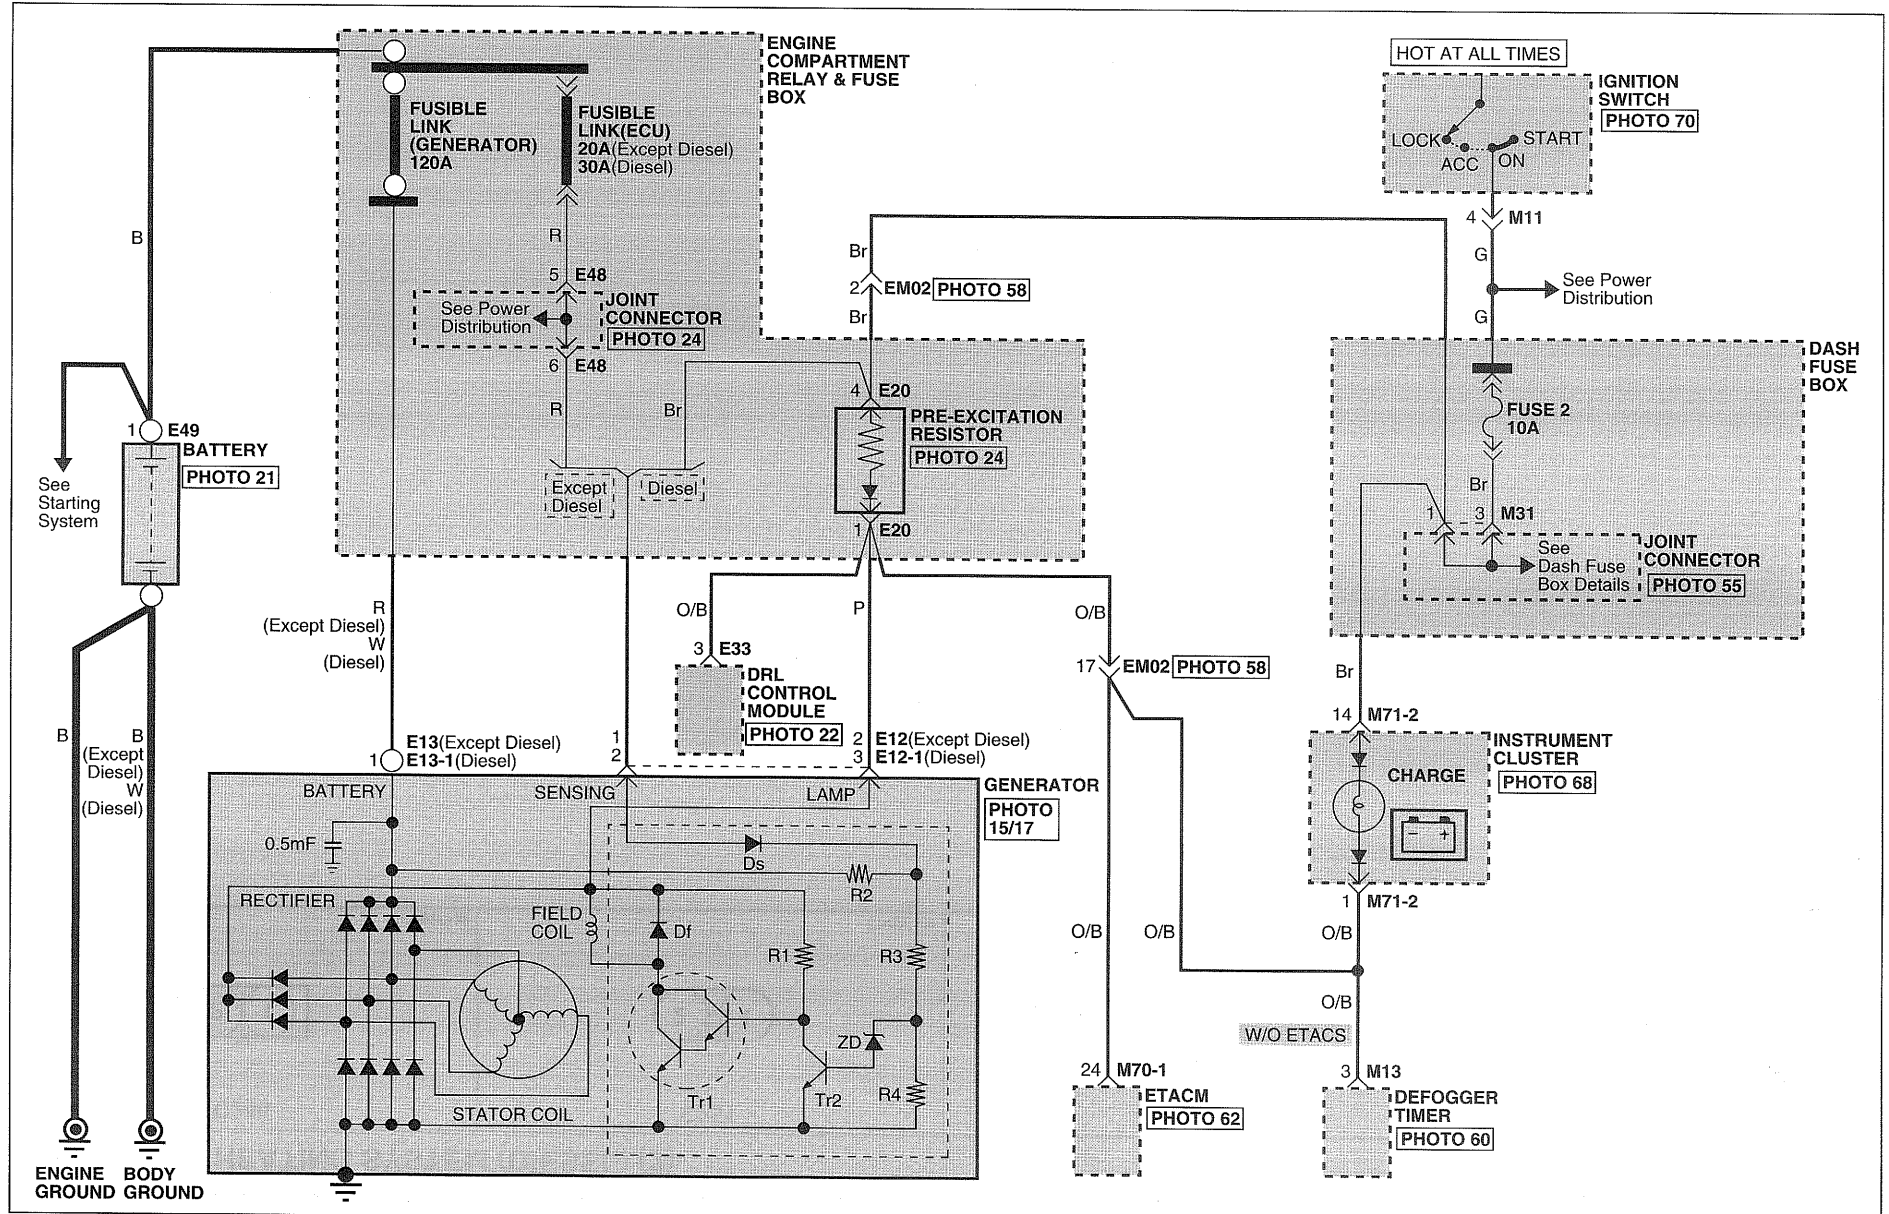 ENGINE
COMPARTMENT
RELAY & FUSE
BOX
HOT AT ALL TIMES
IGNITION
SWITCH
PHOTO 70
LOCK
ACC
ON
START
FUSIBLE
LINK
(GENERATOR)
120A
FUSIBLE
LINK(ECU)
20A(Except Diesel)
30A(Diesel)
4
M11
B
R
Br
G
See Power
Distribution
5
E48
2
EM02
PHOTO 58
See Power
Distribution
JOINT
CONNECTOR
PHOTO 24
Br
G
6
E48
DASH
FUSE
BOX
R
Br
4
E20
PRE-EXCITATION
RESISTOR
PHOTO 24
FUSE 2
10A
1
E49
BATTERY
PHOTO 21
See
Starting
System
Except
Diesel
Diesel
Br
1
3
M31
1
E20
See
Dash Fuse
Box Details
JOINT
CONNECTOR
PHOTO 55
R
(Except Diesel)
W
(Diesel)
O/B
P
O/B
3
E33
DRL
CONTROL
MODULE
PHOTO 22
17
EM02
PHOTO 58
Br
14
M71-2
B
B
(Except
Diesel)
W
(Diesel)
1
E13(Except Diesel)
E13-1(Diesel)
1
2
2
3
E12(Except Diesel)
E12-1(Diesel)
INSTRUMENT
CLUSTER
PHOTO 68
CHARGE
- +
BATTERY
SENSING
LAMP
GENERATOR
PHOTO
15/17
0.5mF
Ds
R2
RECTIFIER
FIELD
COIL
Df
R1
R3
1
M71-2
O/B
O/B
O/B
O/B
W/O ETACS
ZD
R4
Tr1
Tr2
STATOR COIL
24
M70-1
ETACM
PHOTO 62
3
M13
DEFOGGER
TIMER
PHOTO 60
ENGINE
GROUND
BODY
GROUND